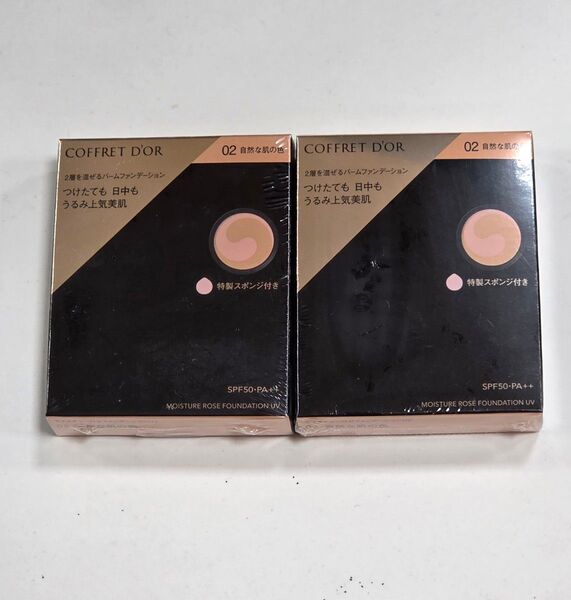 COFFRET D'OR
02 自然な肌の色
2層を混ぜるバームファンデーション
つけたても 日中も
うるみ上気美肌
特製スポンジ付き
SPF50・PA++
MOISTURE ROSE FOUNDATION UV
COFFRET D'OR
02 自然な肌の色
2層を混ぜるバームファンデーション
つけたても 日中も
うるみ上気美肌
特製スポンジ付き
SPF50・PA++
MOISTURE ROSE FOUNDATION UV